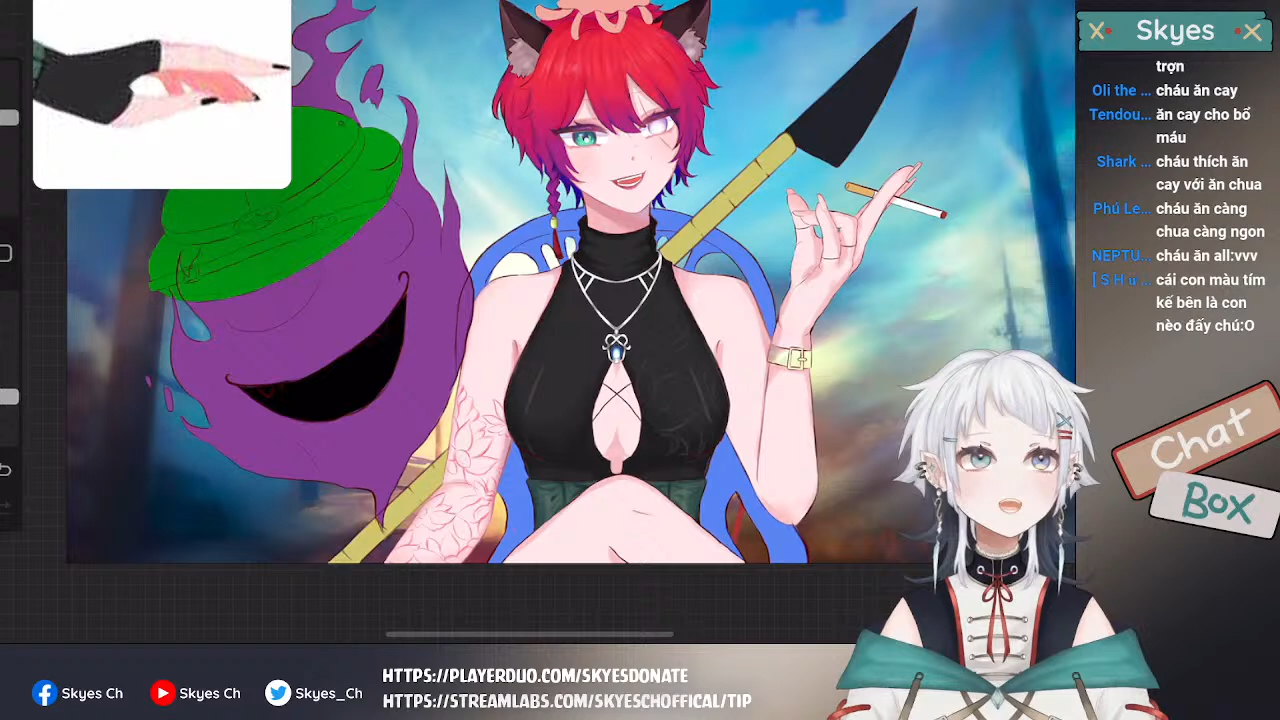 Skyes
trợn
Oli the ... cháu ăn cay
Tendou... ăn cay cho bổ
máu
Shark ... cháu thích ăn
cay với ăn chua
Phú Le... cháu ăn càng
chua càng ngon
NEPTU... cháu ăn all:vvv
[ S H u ... cái con màu tím
kế bên là con
nèo đấy chú:O
Chat
Box
Skyes Ch
Skyes Ch
Skyes_Ch
HTTPS://PLAYERDUO.COM/SKYESDONATE
HTTPS://STREAMLABS.COM/SKYESCHOFFICAL/TIP